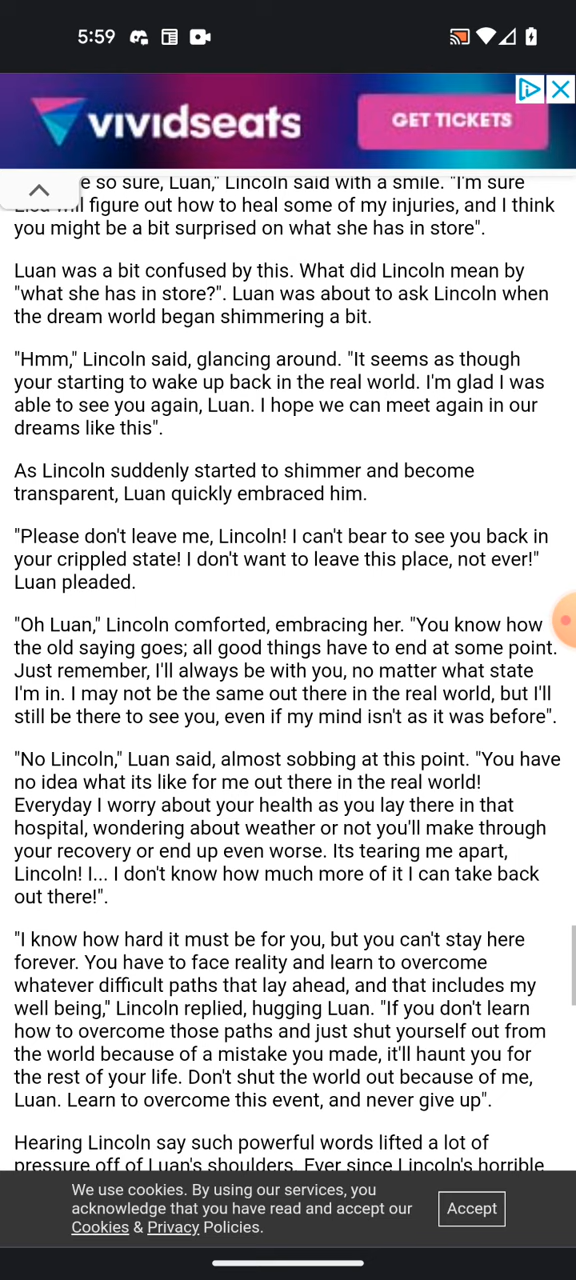 5:59
vividseats
GET TICKETS
e so sure, Luan," Lincoln said with a smile. "I'm sure
will figure out how to heal some of my injuries, and I think
you might be a bit surprised on what she has in store".
Luan was a bit confused by this. What did Lincoln mean by
"what she has in store?". Luan was about to ask Lincoln when
the dream world began shimmering a bit.
"Hmm," Lincoln said, glancing around. "It seems as though
your starting to wake up back in the real world. I'm glad I was
able to see you again, Luan. I hope we can meet again in our
dreams like this".
As Lincoln suddenly started to shimmer and become
transparent, Luan quickly embraced him.
"Please don't leave me, Lincoln! I can't bear to see you back in
your crippled state! I don't want to leave this place, not ever!"
Luan pleaded.
"Oh Luan," Lincoln comforted, embracing her. "You know how
the old saying goes; all good things have to end at some point.
Just remember, I'll always be with you, no matter what state
I'm in. I may not be the same out there in the real world, but I'll
still be there to see you, even if my mind isn't as it was before".
"No Lincoln," Luan said, almost sobbing at this point. "You have
no idea what its like for me out there in the real world!
Everyday I worry about your health as you lay there in that
hospital, wondering about weather or not you'll make through
your recovery or end up even worse. Its tearing me apart,
Lincoln! I... I don't know how much more of it I can take back
out there!".
"I know how hard it must be for you, but you can't stay here
forever. You have to face reality and learn to overcome
whatever difficult paths that lay ahead, and that includes my
well being," Lincoln replied, hugging Luan. "If you don't learn
how to overcome those paths and just shut yourself out from
the world because of a mistake you made, it'll haunt you for
the rest of your life. Don't shut the world out because of me,
Luan. Learn to overcome this event, and never give up".
Hearing Lincoln say such powerful words lifted a lot of
pressure off of Luan's shoulders. Ever since Lincoln's horrible
We use cookies. By using our services, you
acknowledge that you have read and accept our
Cookies & Privacy Policies.
Accept